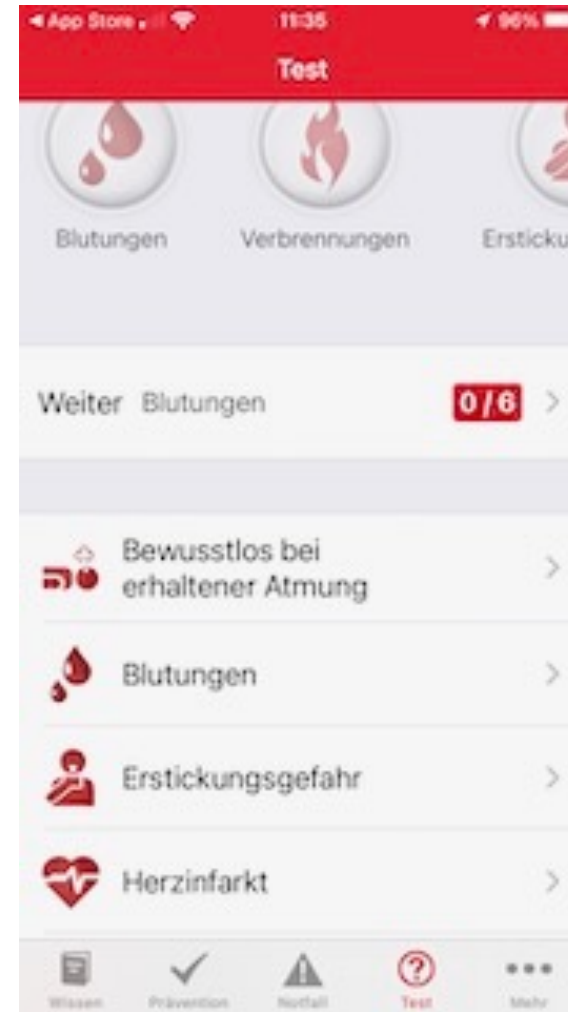 App Store
11:35
96%
Test
Blutungen
Verbrennungen
Ersticku
Weiter Blutungen
0/6
Bewusstlos bei
erhaltener Atmung
Blutungen
Erstickungsgefahr
Herzinfarkt
Wissen
Prävention
Notfall
Test
Mehr